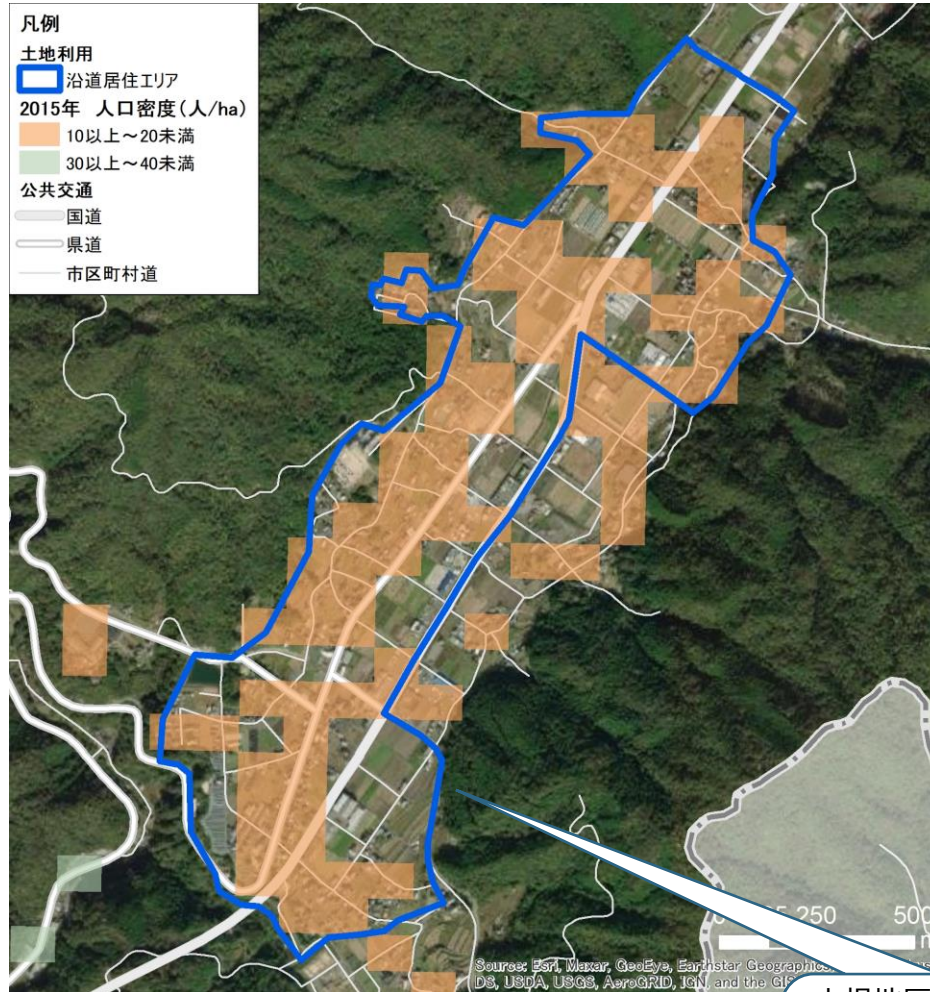 凡例
土地利用
沿道居住エリア
2015年 人口密度(人/ha)
10以上～20未満
30以上～40未満
公共交通
国道
県道
市区町村道
250
500
Source: Esri, Maxar, GeoEye, Earthstar Geographics,
DS, USDA, USGS, AeroGRID, IGN, and the GIS